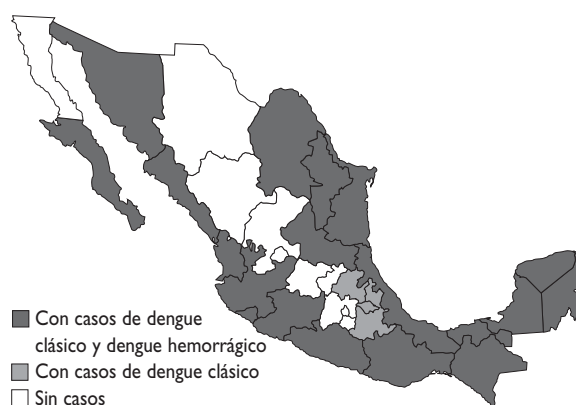 Con casos de dengue
clásico y dengue hemorrágico
Con casos de dengue clásico
Sin casos